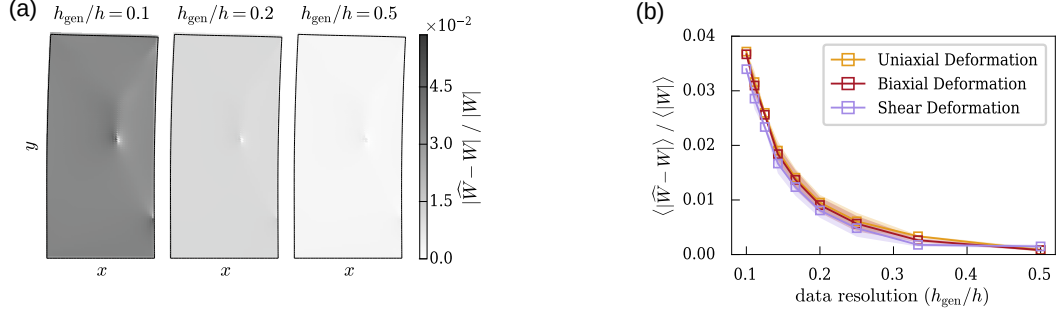 (a)
h_gen/h = 0.1
h_gen/h = 0.2
h_gen/h = 0.5
×10⁻²
4.5
3.0
1.5
0.0
|Ŵ − W| / |W|
y
x
x
x
(b)
0.04
0.03
0.02
0.01
0.00
⟨|Ŵ − W|⟩ / ⟨|W|⟩
Uniaxial Deformation
Biaxial Deformation
Shear Deformation
0.1 0.2 0.3 0.4 0.5
data resolution (h_gen/h)